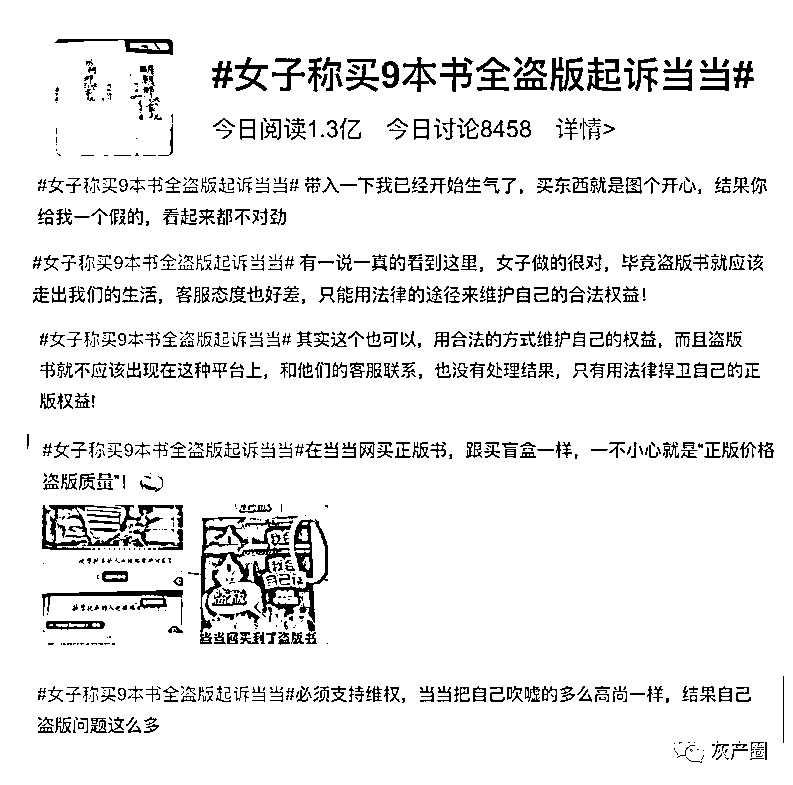 #女子称买9本书全盗版起诉当当#
今日阅读1.3亿 今日讨论8458 详情>
#女子称买9本书全盗版起诉当当# 带入一下我已经开始生气了，买东西就是图个开心，结果你
给我一个假的，看起来都不对劲
#女子称买9本书全盗版起诉当当# 有一说一真的看到这里，女子做的很对，毕竟盗版书就应该
走出我们的生活，客服态度也好差，只能用法律的途径来维护自己的合法权益！
#女子称买9本书全盗版起诉当当# 其实这个也可以，用合法的方式维护自己的权益，而且盗版
书就不应该出现在这种平台上，和他们的客服联系，也没有处理结果，只有用法律捍卫自己的正
版权益!
#女子称买9本书全盗版起诉当当#在当当网买正版书，跟买盲盒一样，一不小心就是“正版价格
盗版质量”！
当当网买到了盗版书
#女子称买9本书全盗版起诉当当#必须支持维权，当当把自己吹嘘的多么高尚一样，结果自己
盗版问题这么多
灰产圈